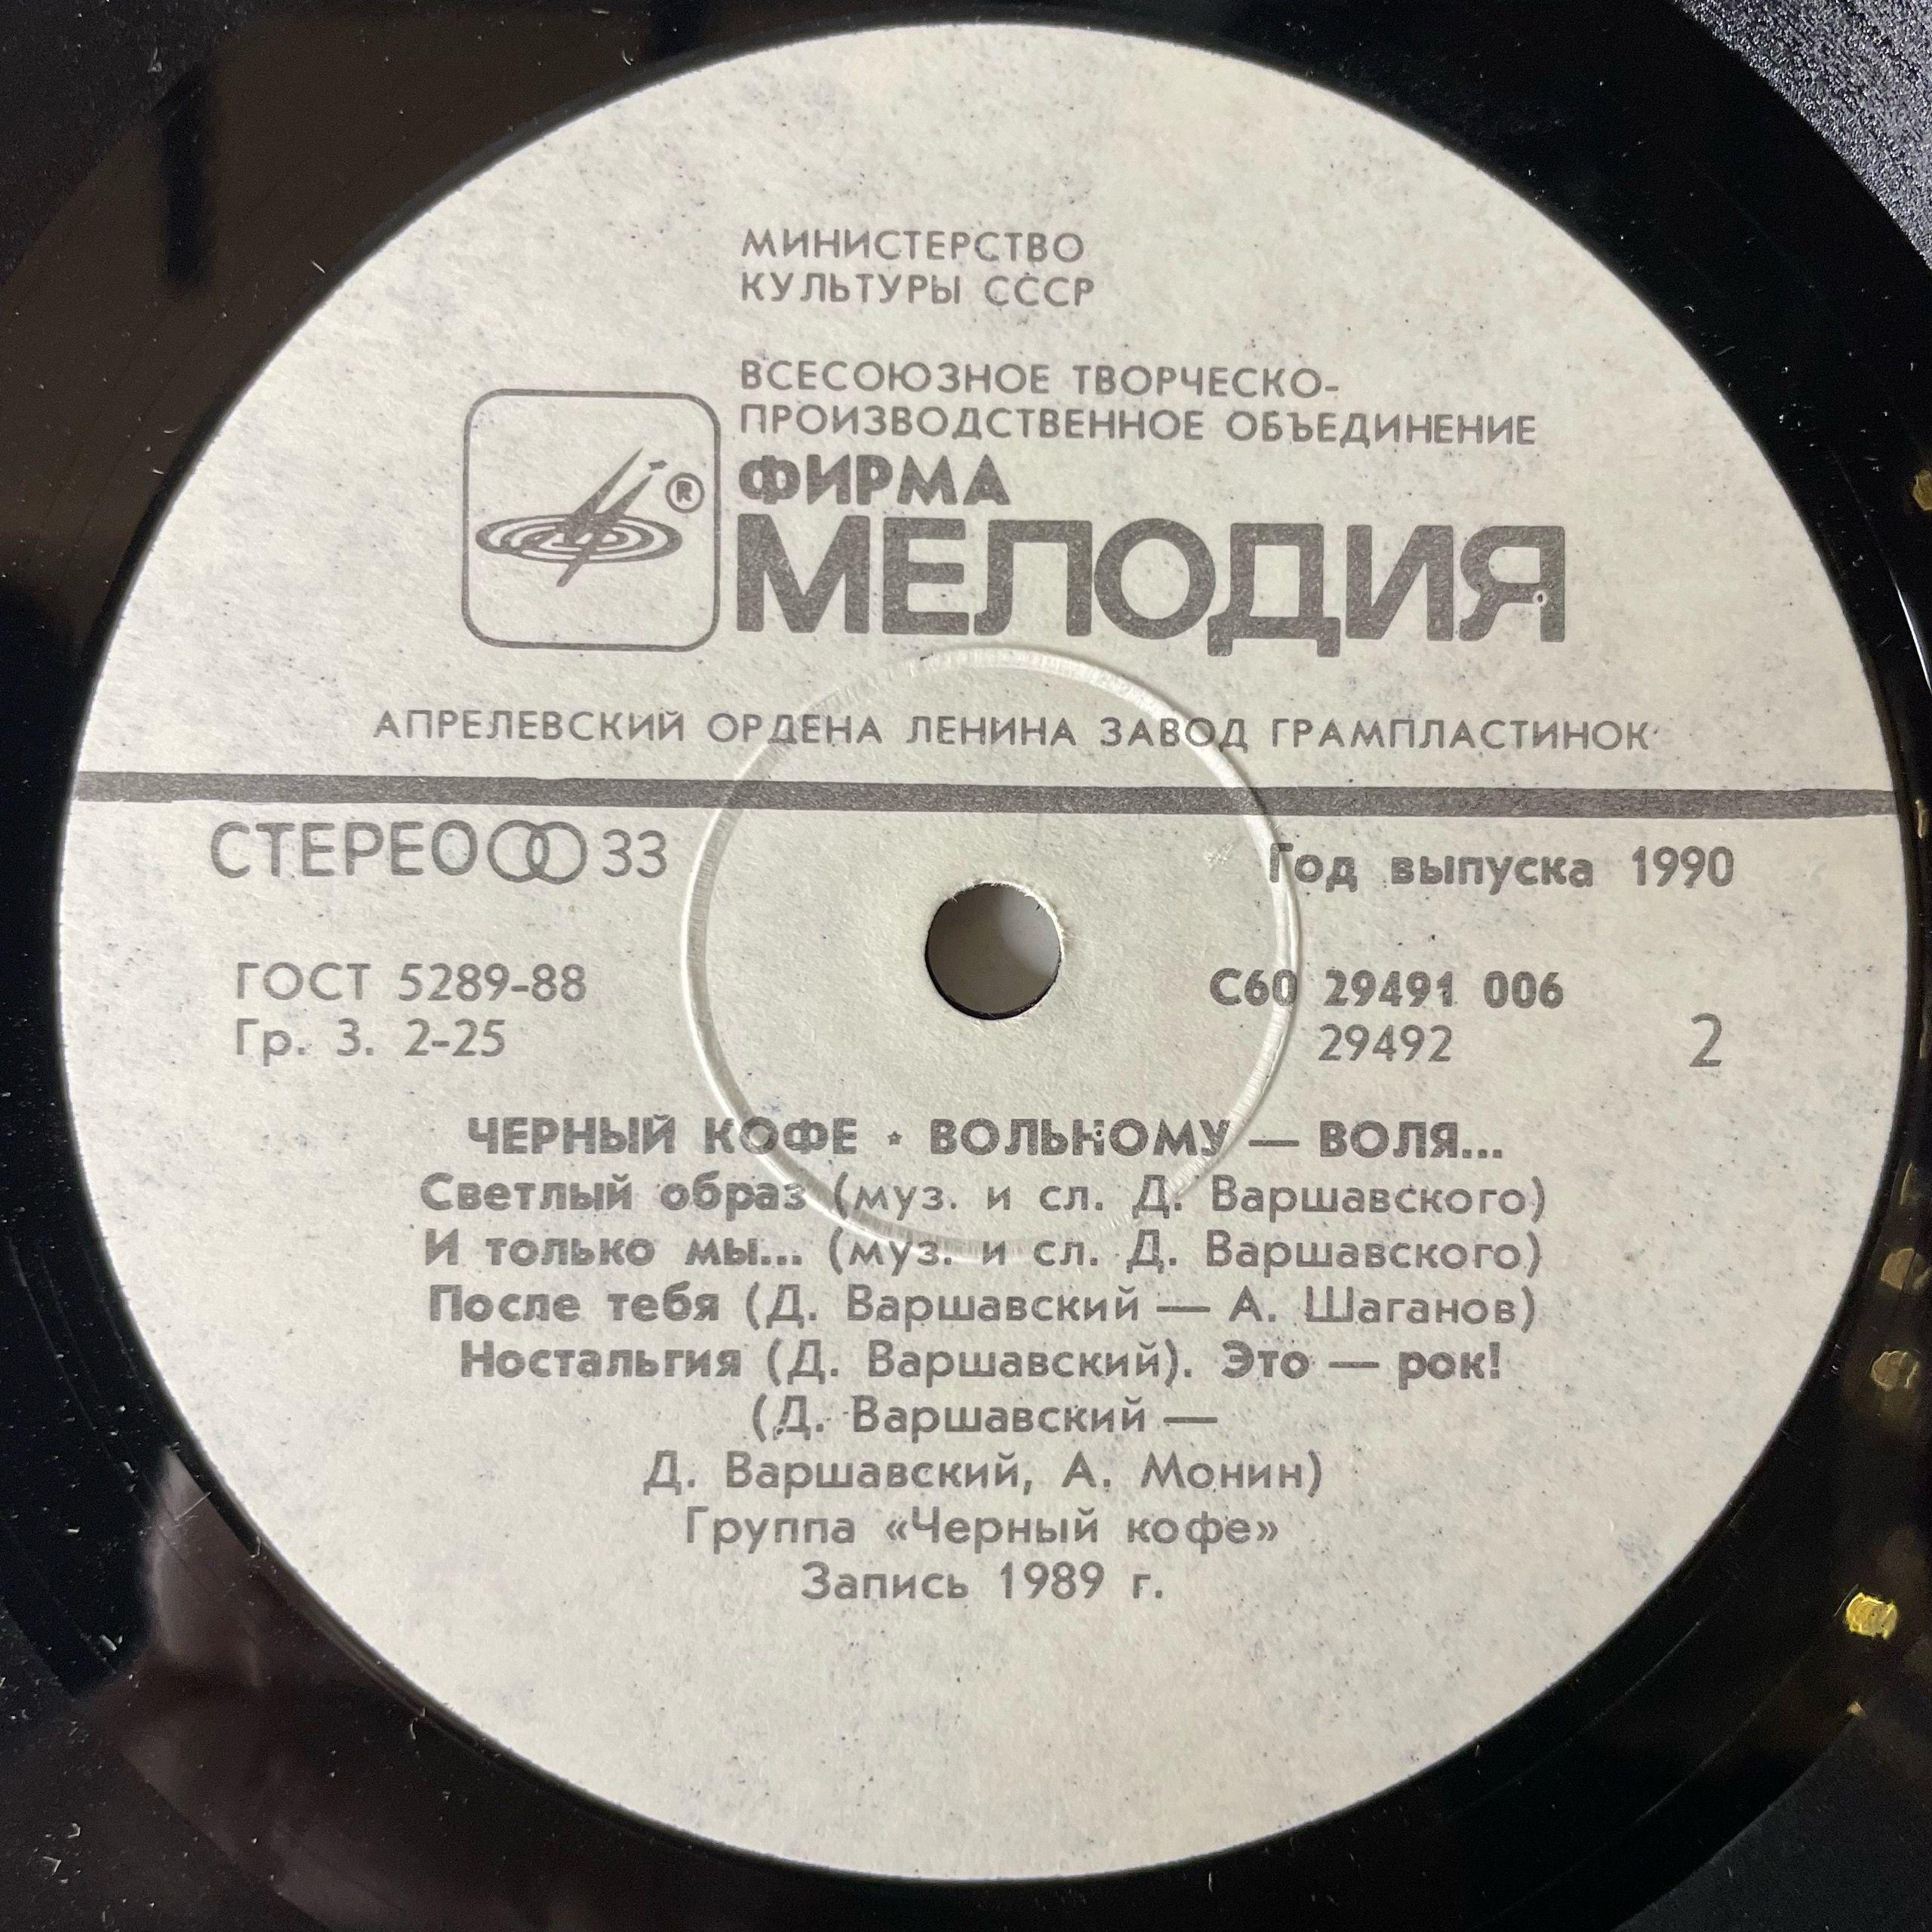 МИНИСТЕРСТВО
КУЛЬТУРЫ СССР
ВСЕСОЮЗНОЕ ТВОРЧЕСКО-
ПРОИЗВОДСТВЕННОЕ ОБЪЕДИНЕНИЕ
®
ФИРМА
МЕЛОДИЯ
АПРЕЛЕВСКИЙ ОРДЕНА ЛЕНИНА ЗАВОД ГРАМПЛАСТИНОК
СТЕРЕО 33
Год выпуска 1990
ГОСТ 5289-88
Гр. 3. 2-25
С60 29491 006
29492
2
ЧЕРНЫЙ КОФЕ ⋆ ВОЛЬНОМУ — ВОЛЯ...
Светлый образ (муз. и сл. Д. Варшавского)
И только мы... (муз. и сл. Д. Варшавского)
После тебя (Д. Варшавский — А. Шаганов)
Ностальгия (Д. Варшавский). Это — рок!
(Д. Варшавский —
Д. Варшавский, А. Монин)
Группа «Черный кофе»
Запись 1989 г.